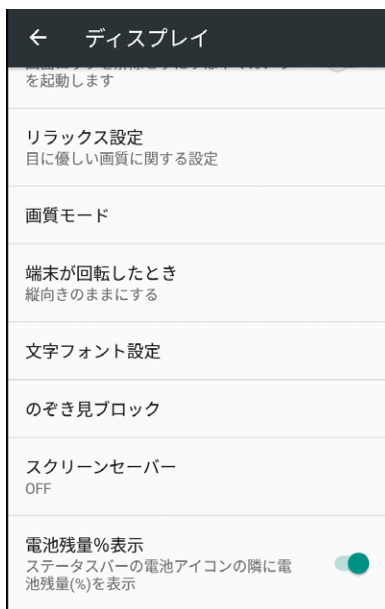 ディスプレイ
を起動します
リラックス設定
目に優しい画質に関する設定
画質モード
端末が回転したとき
縦向きのままにする
文字フォント設定
のぞき見ブロック
スクリーンセーバー
OFF
電池残量%表示
ステータスバーの電池アイコンの隣に電
池残量(%)を表示